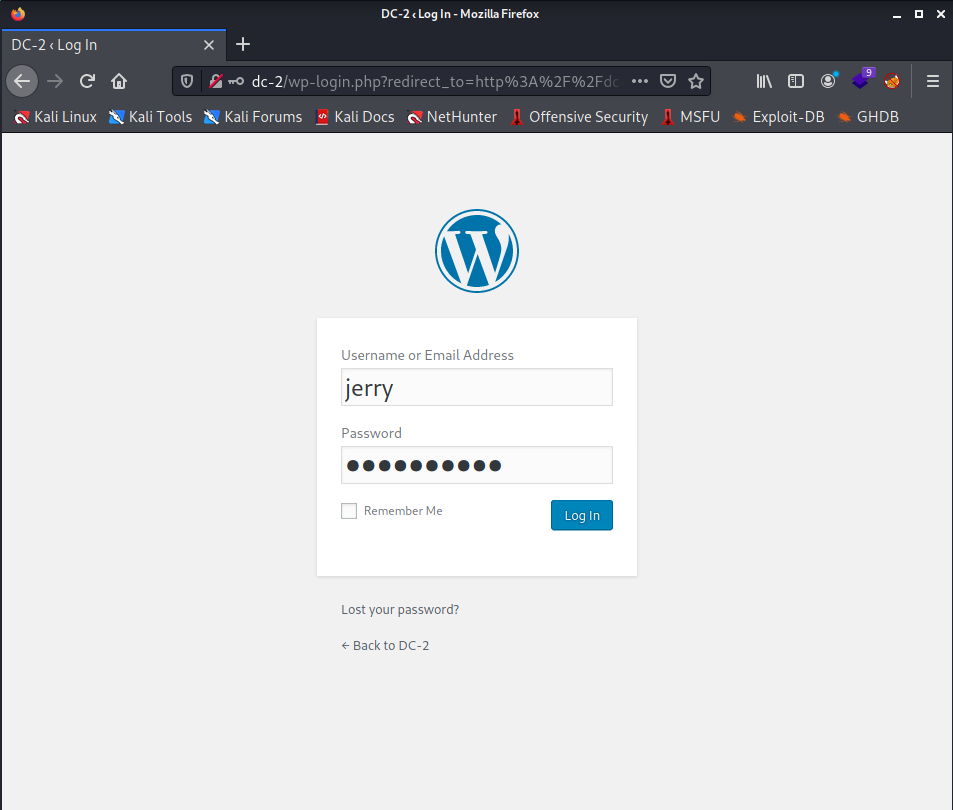 DC-2 ‹ Log In - Mozilla Firefox
DC-2 ‹ Log In
dc-2/wp-login.php?redirect_to=http%3A%2F%2Fdc
9
Kali Linux Kali Tools Kali Forums Kali Docs NetHunter Offensive Security MSFU Exploit-DB GHDB
Username or Email Address
jerry
Password
●●●●●●●●●●
Remember Me Log In
Lost your password?
← Back to DC-2